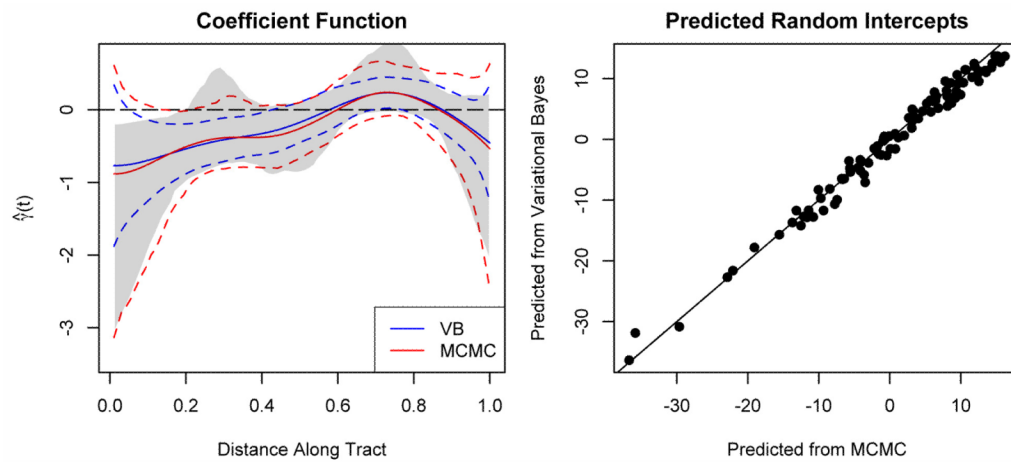 Coefficient Function
γ̂(t)
0
-1
-2
-3
0.0 0.2 0.4 0.6 0.8 1.0
Distance Along Tract
VB
MCMC
Predicted Random Intercepts
Predicted from Variational Bayes
10
0
-10
-20
-30
-30 -20 -10 0 10
Predicted from MCMC